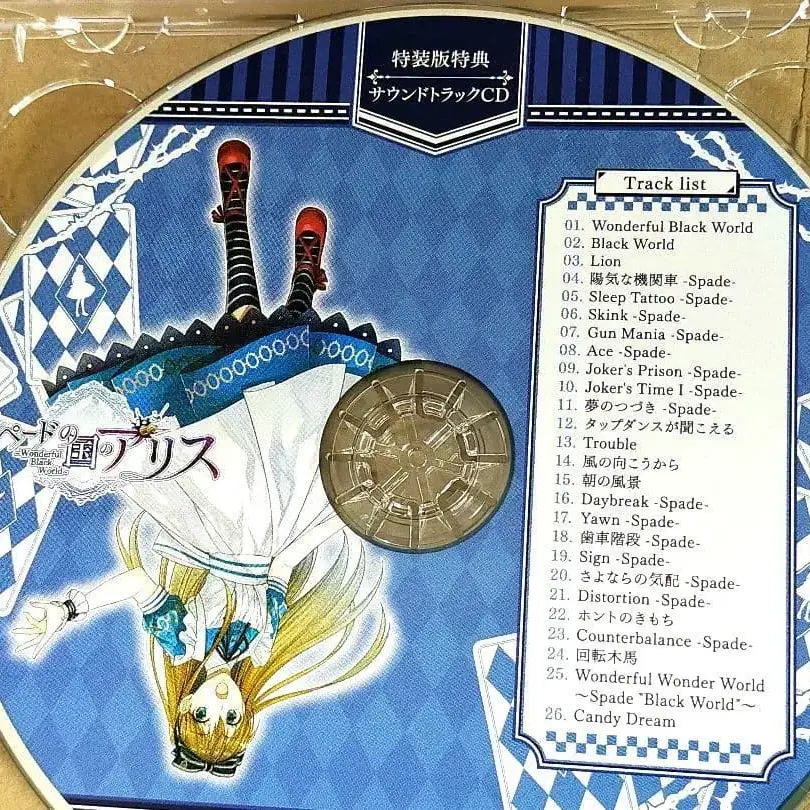 特装版特典
サウンドトラックCD
Track list
01. Wonderful Black World
02. Black World
03. Lion
04. 陽気な機関車 -Spade-
05. Sleep Tattoo -Spade-
06. Skink -Spade-
07. Gun Mania -Spade-
08. Ace -Spade-
09. Joker's Prison -Spade-
10. Joker's Time I -Spade-
11. 夢のつづき -Spade-
12. タップダンスが聞こえる
13. Trouble
14. 風の向こうから
15. 朝の風景
16. Daybreak -Spade-
17. Yawn -Spade-
18. 歯車階段 -Spade-
19. Sign -Spade-
20. さよならの気配 -Spade-
21. Distortion -Spade-
22. ホントのきもち
23. Counterbalance -Spade-
24. 回転木馬
25. Wonderful Wonder World
～Spade "Black World"～
26. Candy Dream
ペードの国のアリス
~Wonderful
Black
World~